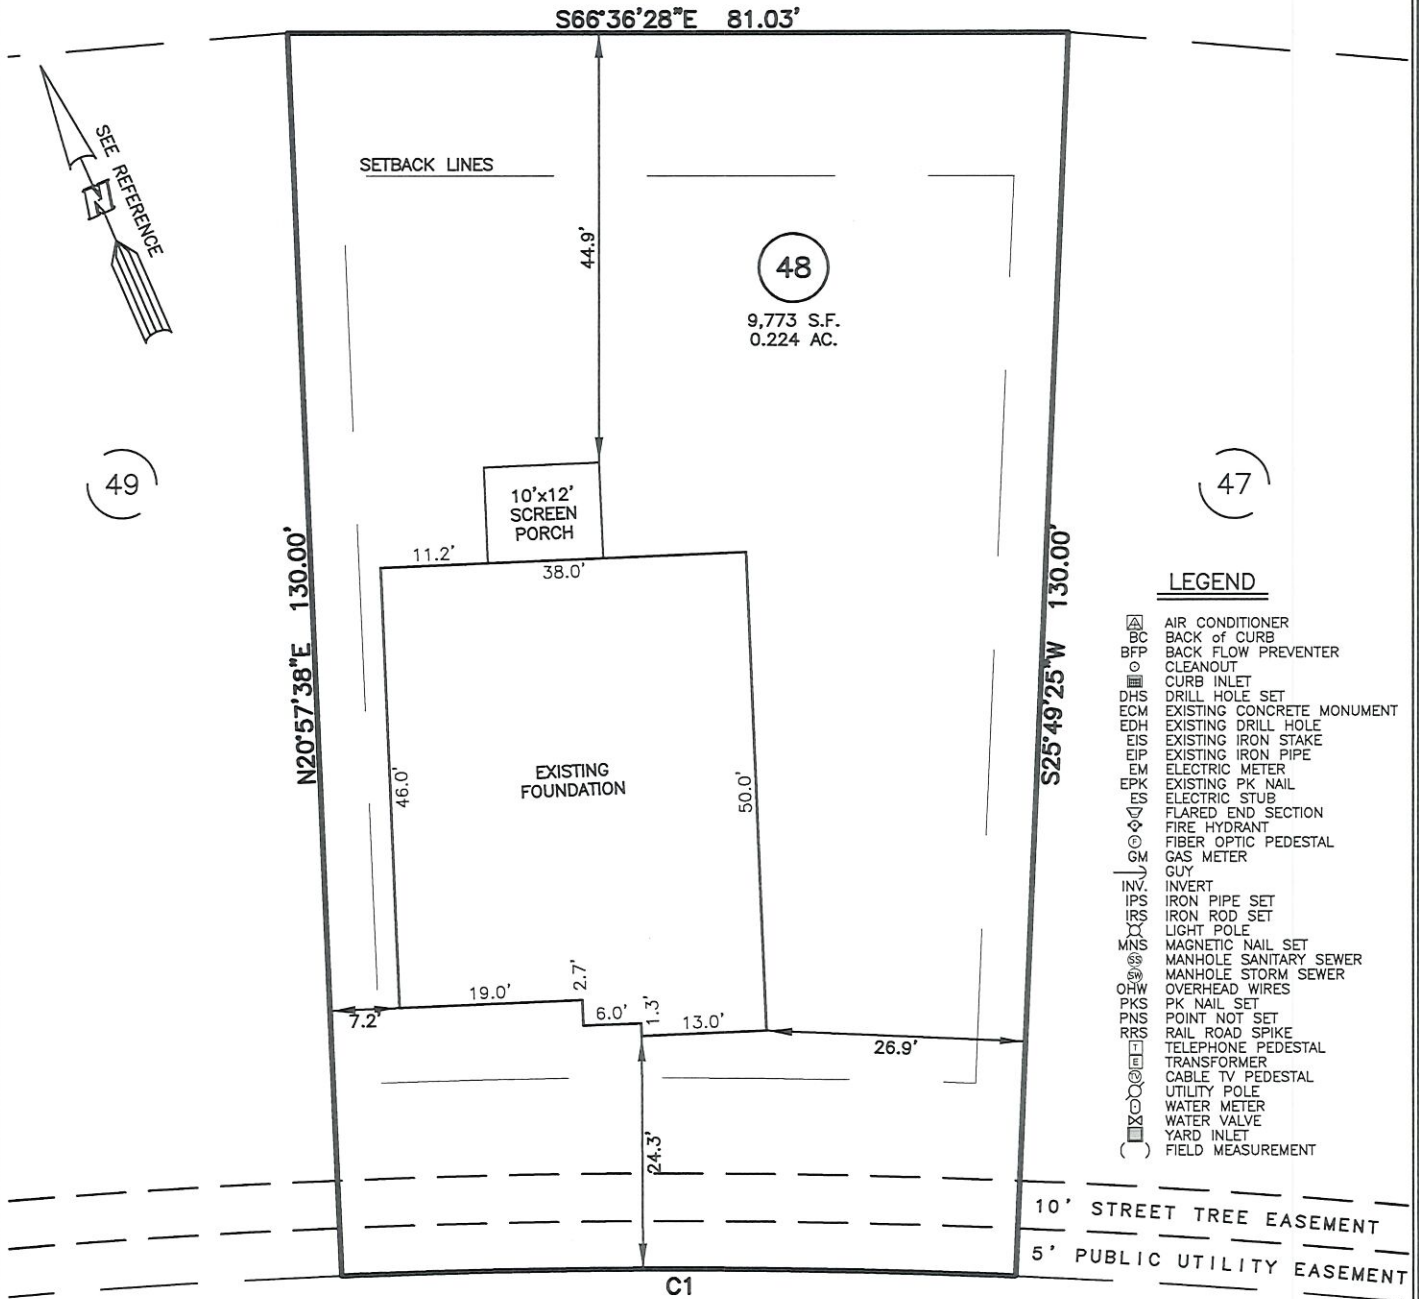 S66°36'28"E 81.03'
SEE REFERENCE
N
SETBACK LINES
44.9'
48
9,773 S.F.
0.224 AC.
49
47
10'x12'
SCREEN
PORCH
11.2'
38.0'
N20°57'38"E 130.00'
S25°49'25"W 130.00'
46.0'
EXISTING
FOUNDATION
50.0'
19.0'
2.7'
6.0'
1.3'
13.0'
7.2'
26.9'
24.3'
C1
10' STREET TREE EASEMENT
5' PUBLIC UTILITY EASEMENT
LEGEND
A AIR CONDITIONER
BC BACK of CURB
BFP BACK FLOW PREVENTER
CLEANOUT
CURB INLET
DHS DRILL HOLE SET
ECM EXISTING CONCRETE MONUMENT
EDH EXISTING DRILL HOLE
EIS EXISTING IRON STAKE
EIP EXISTING IRON PIPE
EM ELECTRIC METER
EPK EXISTING PK NAIL
ES ELECTRIC STUB
FLARED END SECTION
FIRE HYDRANT
F FIBER OPTIC PEDESTAL
GM GAS METER
GUY
INV. INVERT
IPS IRON PIPE SET
IRS IRON ROD SET
LIGHT POLE
MNS MAGNETIC NAIL SET
SS MANHOLE SANITARY SEWER
SW MANHOLE STORM SEWER
OHW OVERHEAD WIRES
PKS PK NAIL SET
PNS POINT NOT SET
RRS RAIL ROAD SPIKE
T TELEPHONE PEDESTAL
E TRANSFORMER
TV CABLE TV PEDESTAL
UTILITY POLE
WATER METER
WATER VALVE
YARD INLET
( ) FIELD MEASUREMENT